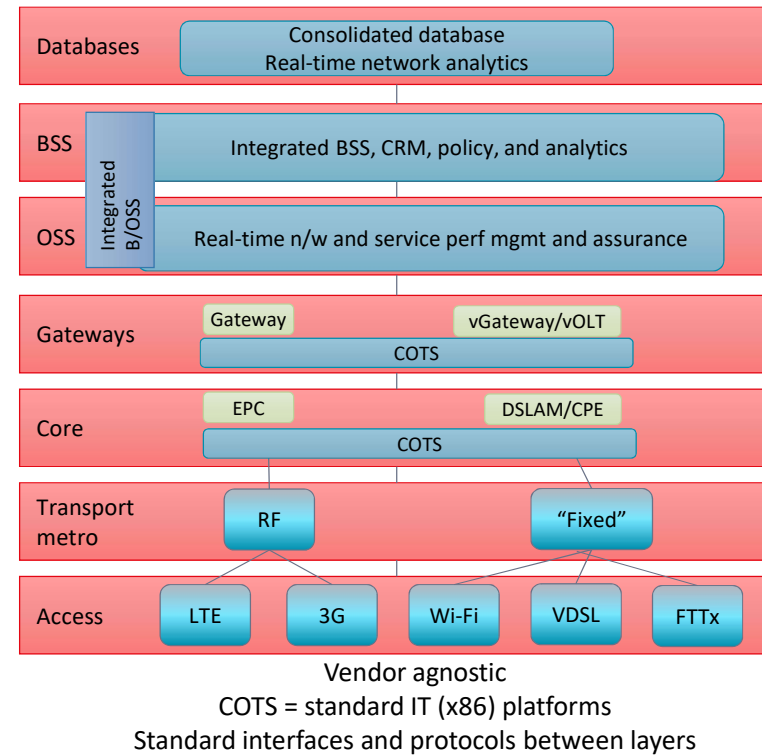 Databases
Consolidated database
Real-time network analytics
BSS
Integrated BSS, CRM, policy, and analytics
Integrated
B/OSS
OSS
Real-time n/w and service perf mgmt and assurance
Gateways
Gateway
vGateway/vOLT
COTS
Core
EPC
DSLAM/CPE
COTS
Transport
metro
RF
“Fixed”
Access
LTE
3G
Wi-Fi
VDSL
FTTx
Vendor agnostic
COTS = standard IT (x86) platforms
Standard interfaces and protocols between layers